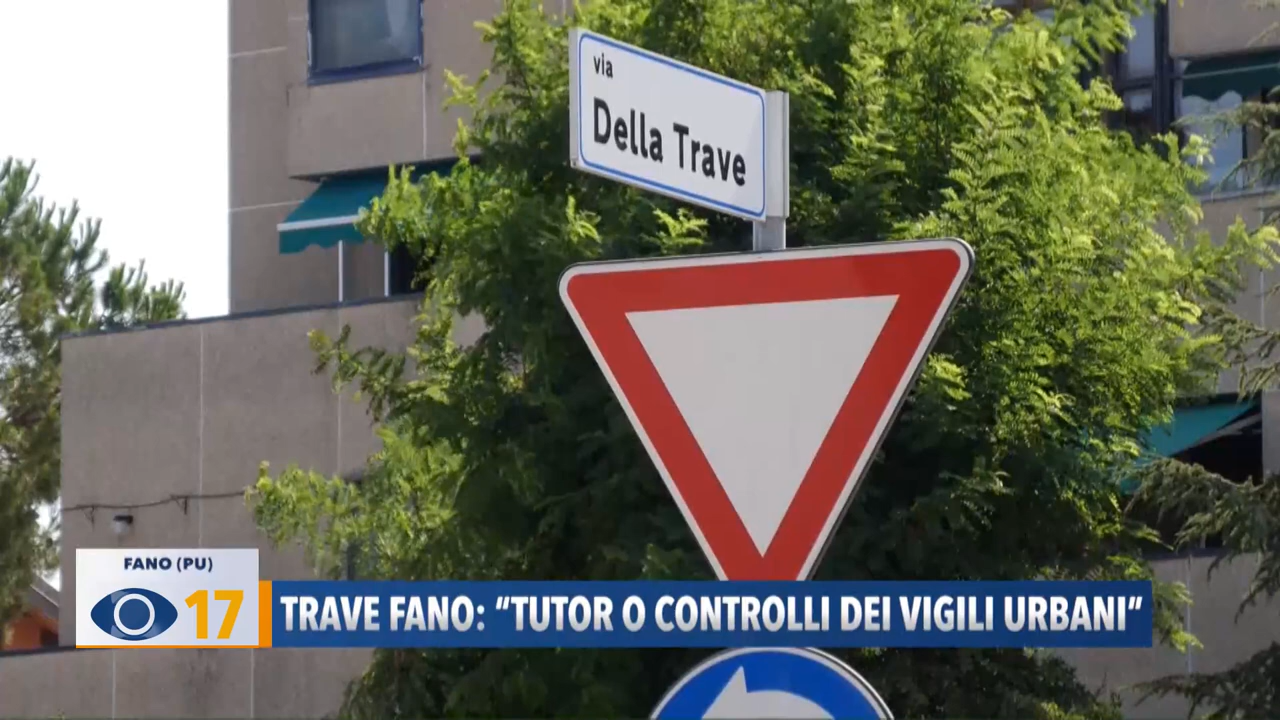 via
Della Trave
FANO (PU)
17
TRAVE FANO: “TUTOR O CONTROLLI DEI VIGILI URBANI”